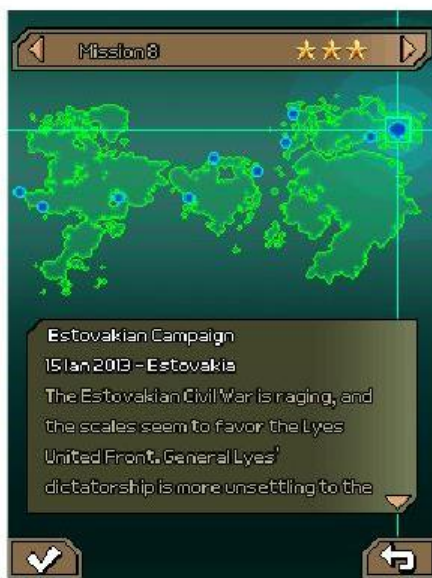 Mission 8
Estovakian Campaign
15 Jan 2013 - Estovakia
The Estovakian Civil War is raging, and
the scales seem to favor the Lyes
United Front. General Lyes'
dictatorship is more unsettling to the